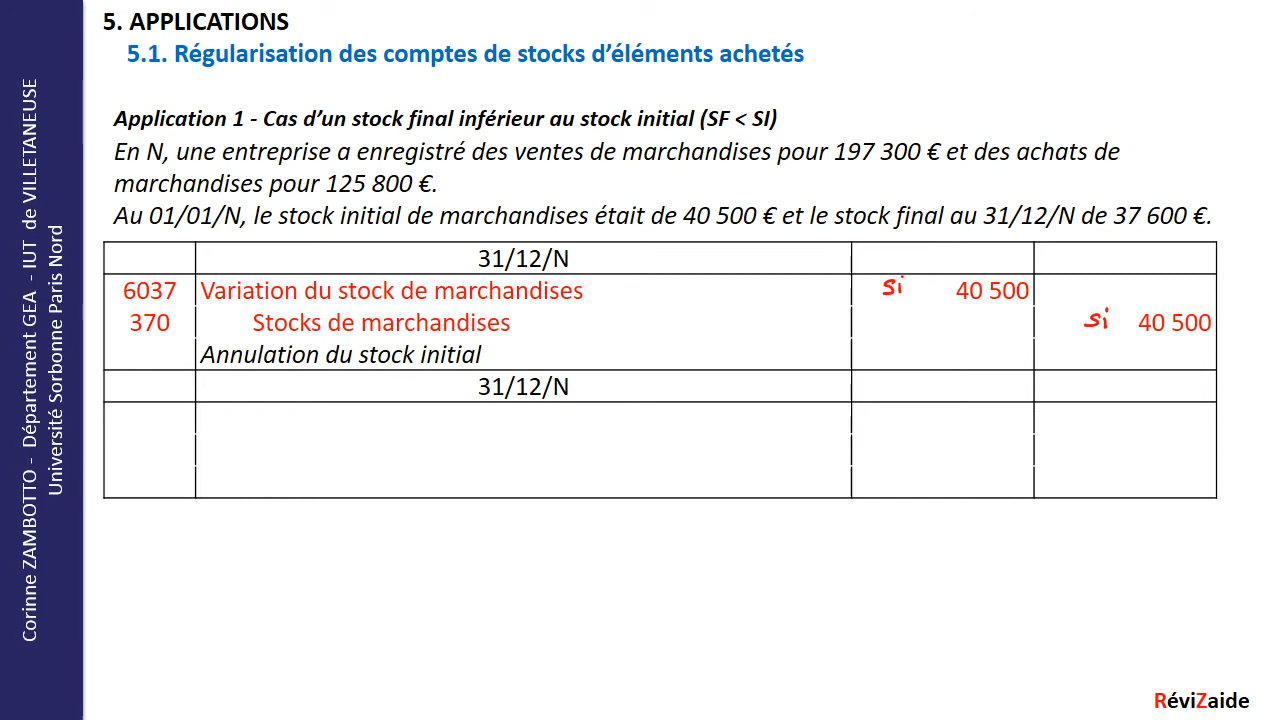 5. APPLICATIONS
5.1. Régularisation des comptes de stocks d'éléments achetés
Application 1 - Cas d'un stock final inférieur au stock initial (SF < SI)
En N, une entreprise a enregistré des ventes de marchandises pour 197 300 € et des achats de
marchandises pour 125 800 €.
Au 01/01/N, le stock initial de marchandises était de 40 500 € et le stock final au 31/12/N de 37 600 €.
31/12/N
6037 Variation du stock de marchandises Si 40 500
370 Stocks de marchandises Si 40 500
Annulation du stock initial
31/12/N
Corinne ZAMBOTTO - Département GEA - IUT de VILLETANEUSE
Université Sorbonne Paris Nord
RéviZaide